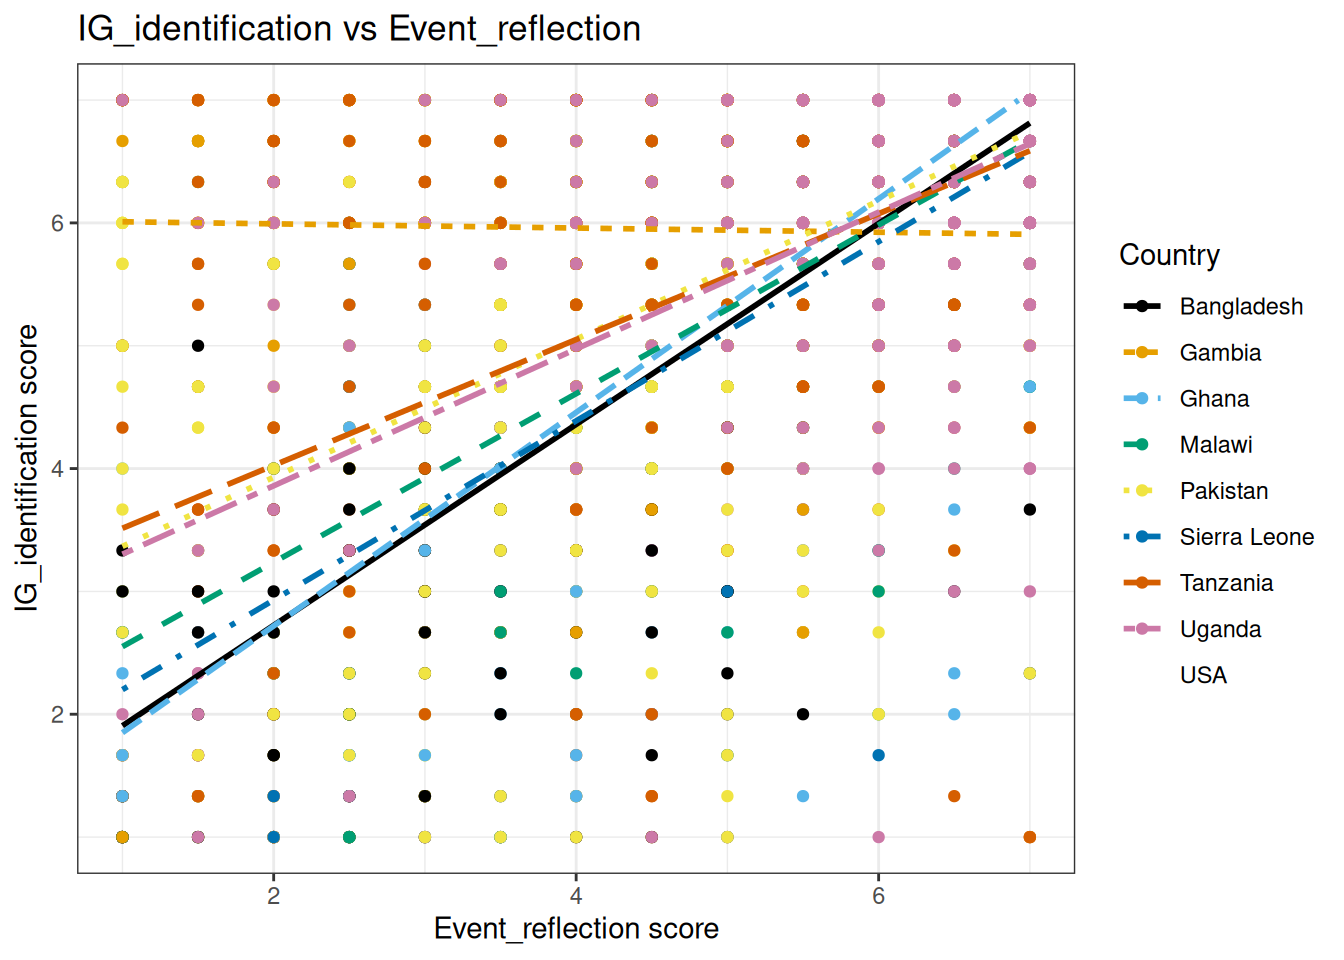 IG_identification vs Event_reflection
IG_identification score
6
4
2
2
4
6
Event_reflection score
Country
Bangladesh
Gambia
Ghana
Malawi
Pakistan
Sierra Leone
Tanzania
Uganda
USA